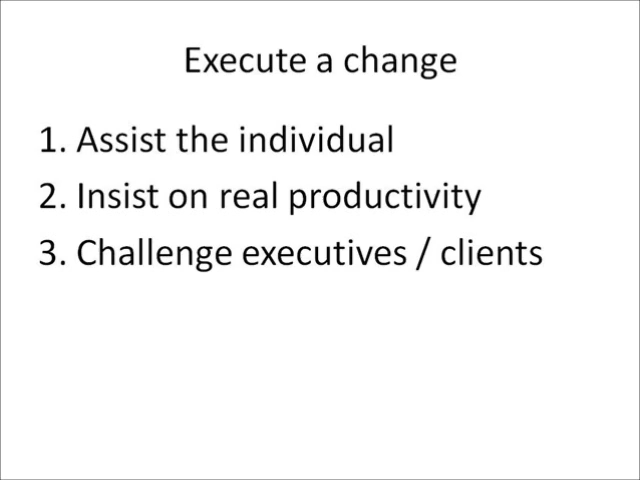 Execute a change
1. Assist the individual
2. Insist on real productivity
3. Challenge executives / clients